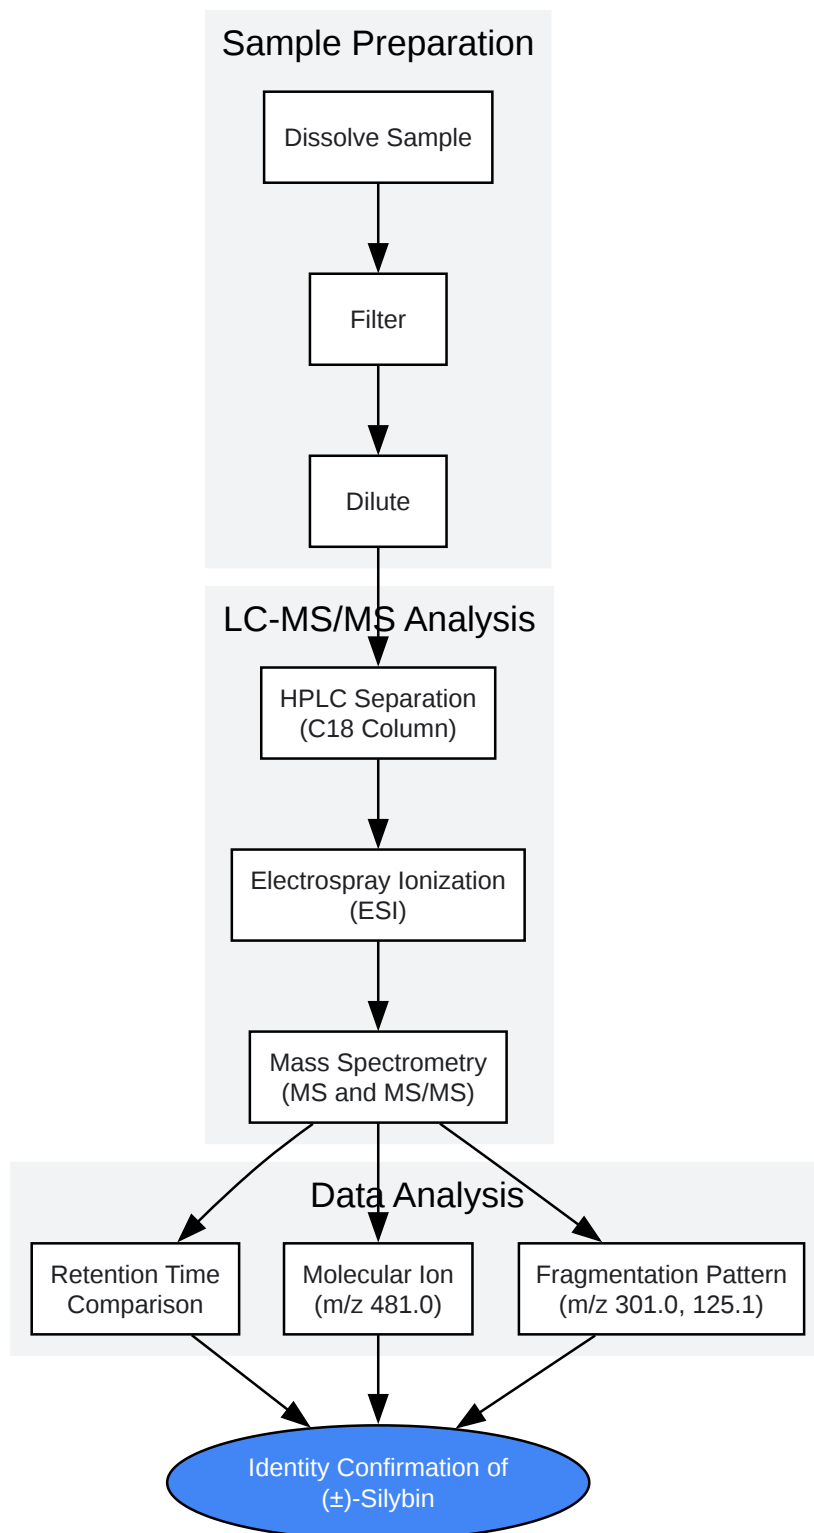 Sample Preparation
Dissolve Sample
Filter
Dilute
LC-MS/MS Analysis
HPLC Separation
(C18 Column)
Electrospray Ionization
(ESI)
Mass Spectrometry
(MS and MS/MS)
Data Analysis
Retention Time
Comparison
Molecular Ion
(m/z 481.0)
Fragmentation Pattern
(m/z 301.0, 125.1)
Identity Confirmation of
(±)-Silybin